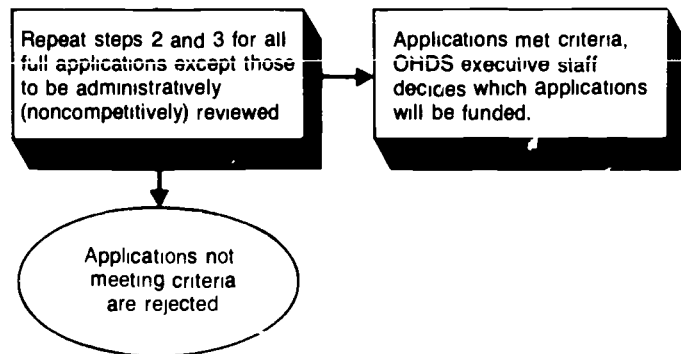 Repeat steps 2 and 3 for all
full applications except those
to be administratively
(noncompetitively) reviewed
Applications met criteria,
OHDS executive staff
decides which applications
will be funded.
Applications not
meeting criteria
are rejected